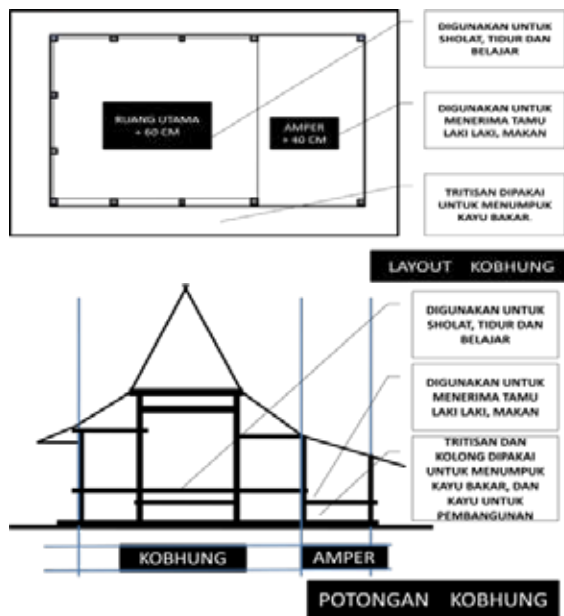 DIGUNAKAN UNTUK
SHOLAT, TIDUR DAN
BELAJAR
RUANG UTAMA
+ 60 CM
AMPER
+ 40 CM
DIGUNAKAN UNTUK
MENERIMA TAMU
LAKI LAKI, MAKAN
TRITISAN DIPAKAI
UNTUK MENUMPUK
KAYU BAKAR.
LAYOUT KOBHUNG
DIGUNAKAN UNTUK
SHOLAT, TIDUR DAN
BELAJAR
DIGUNAKAN UNTUK
MENERIMA TAMU
LAKI LAKI, MAKAN
TRITISAN DAN
KOLONG DIPAKAI
UNTUK MENUMPUK
KAYU BAKAR, DAN
KAYU UNTUK
PEMBANGUNAN
KOBHUNG
AMPER
POTONGAN KOBHUNG